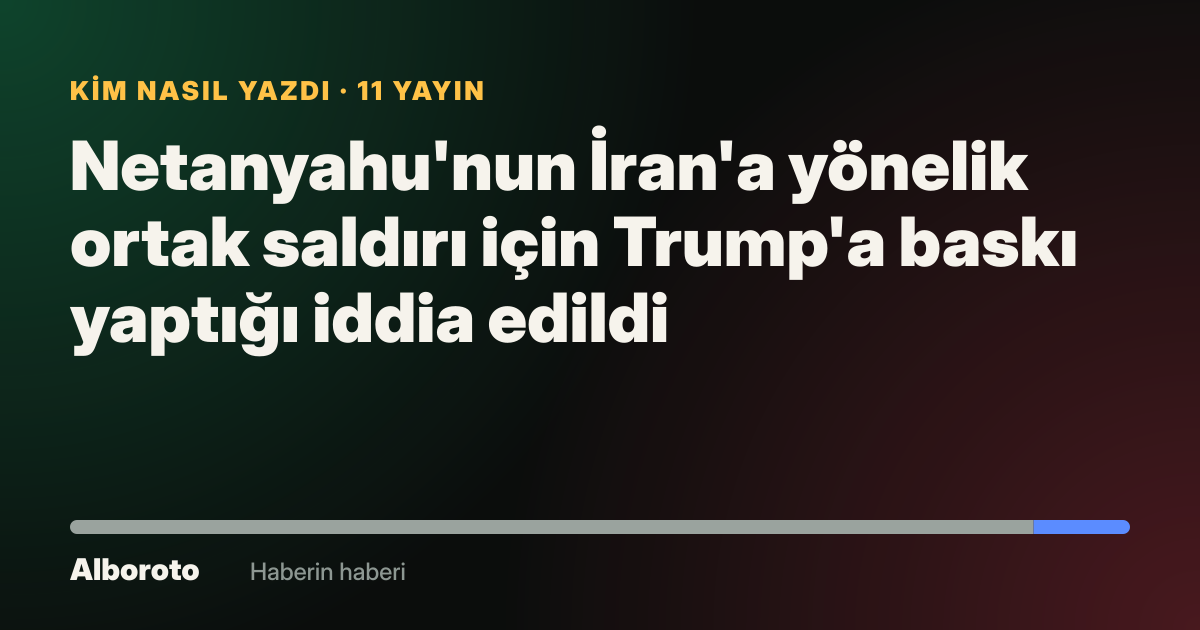 KİM NASIL YAZDI · 11 YAYIN
Netanyahu'nun İran'a yönelik
ortak saldırı için Trump'a baskı
yaptığı iddia edildi
Alboroto
Haberin haberi